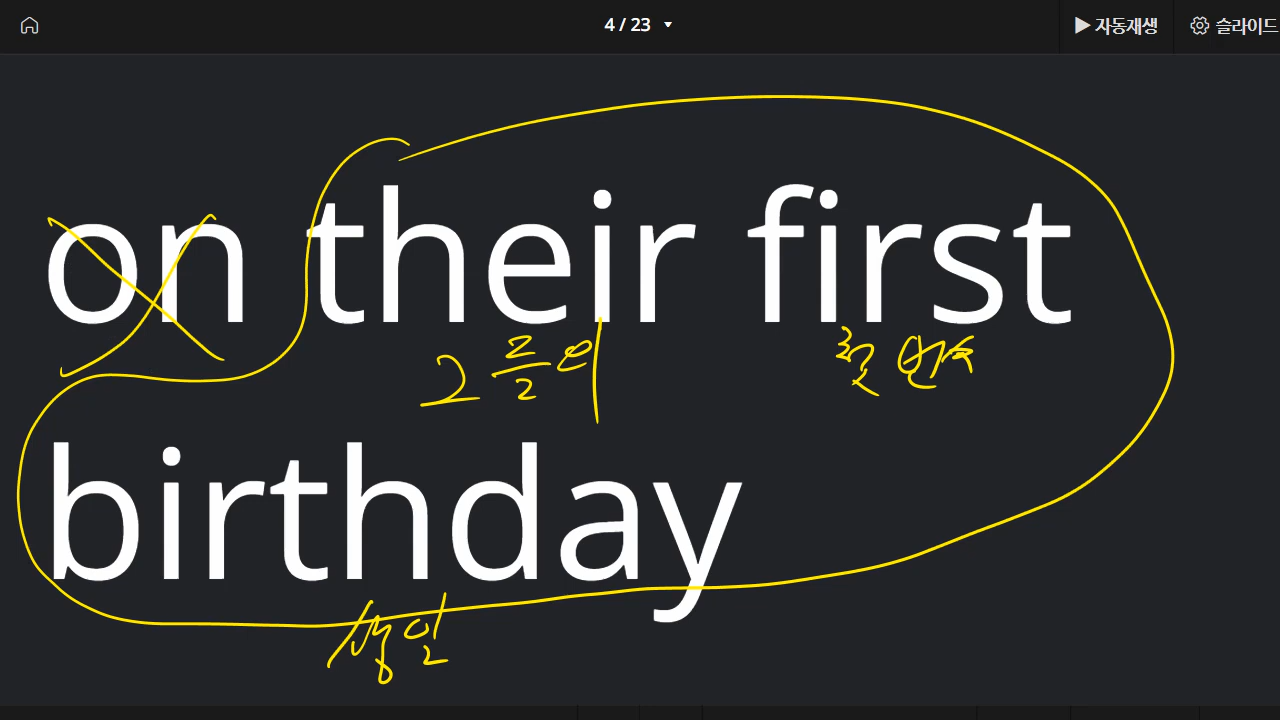 4 / 23
자동재생
슬라이드
on their first
그들의
첫번째
birthday
생일